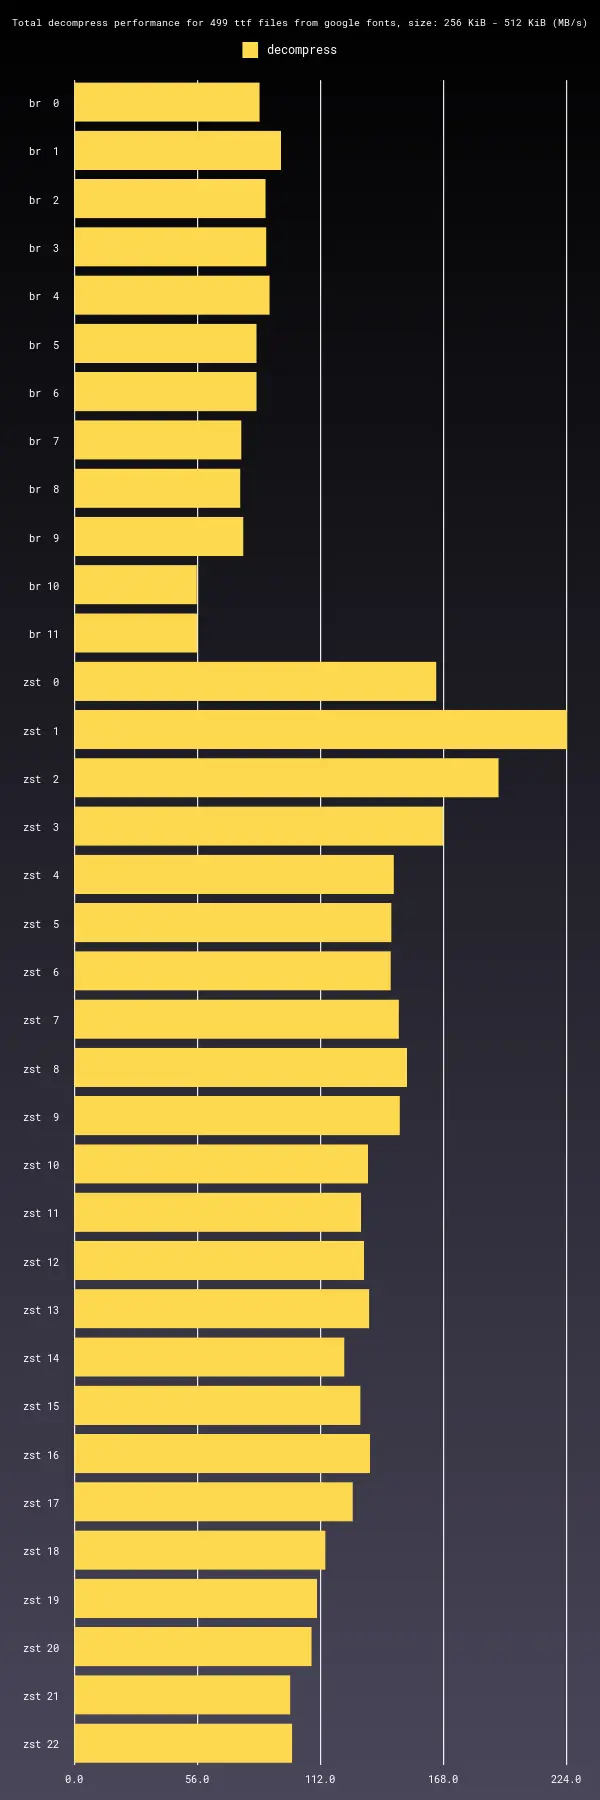 Total decompress performance for 499 ttf files from google fonts, size: 256 KiB - 512 KiB (MB/s)
decompress
br 0
br 1
br 2
br 3
br 4
br 5
br 6
br 7
br 8
br 9
br 10
br 11
zst 0
zst 1
zst 2
zst 3
zst 4
zst 5
zst 6
zst 7
zst 8
zst 9
zst 10
zst 11
zst 12
zst 13
zst 14
zst 15
zst 16
zst 17
zst 18
zst 19
zst 20
zst 21
zst 22
0.0 56.0 112.0 168.0 224.0